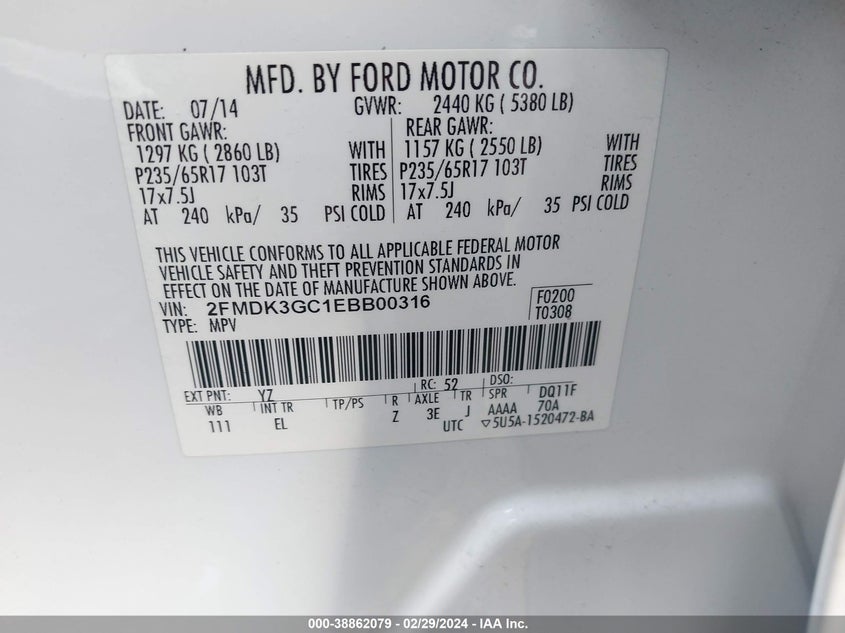 MFD. BY FORD MOTOR CO.
DATE: 07/14 GVWR: 2440 KG ( 5380 LB)
FRONT GAWR: REAR GAWR:
1297 KG ( 2860 LB) WITH 1157 KG ( 2550 LB) WITH
P235/65R17 103T TIRES P235/65R17 103T TIRES
17x7.5J RIMS 17x7.5J RIMS
AT 240 kPa/ 35 PSI COLD AT 240 kPa/ 35 PSI COLD
THIS VEHICLE CONFORMS TO ALL APPLICABLE FEDERAL MOTOR
VEHICLE SAFETY AND THEFT PREVENTION STANDARDS IN
EFFECT ON THE DATE OF MANUFACTURE SHOWN ABOVE.
VIN: 2FMDK3GC1EBB00316 F0200
TYPE: MPV T0308
EXT PNT: YZ RC: 52 DSO:
WB INT TR TP/PS R AXLE TR SPR DQ11F
111 EL Z 3E J AAAA 70A
UTC ▽5U5A-1520472-BA
000-38862079 - 02/29/2024 - IAA Inc.